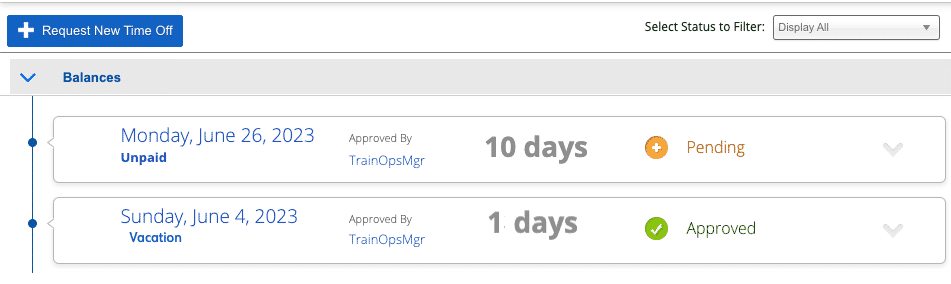 Request New Time Off
Select Status to Filter: Display All
Balances
Monday, June 26, 2023
Unpaid
Approved By
TrainOpsMgr
10 days
Pending
Sunday, June 4, 2023
Vacation
Approved By
TrainOpsMgr
1 days
Approved